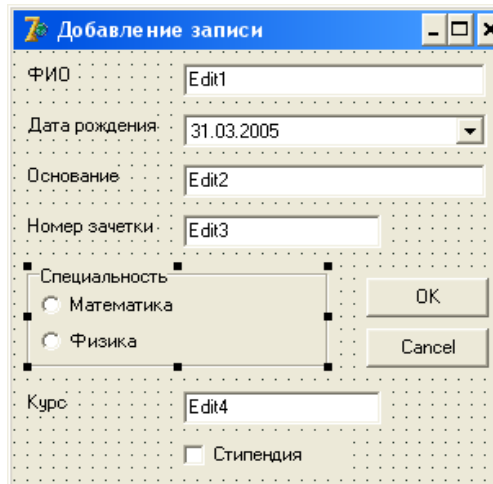 Добавление записи
ФИО Edit1
Дата рождения 31.03.2005
Основание Edit2
Номер зачетки Edit3
Специальность
Математика OK
Физика Cancel
Курс Edit4
Стипендия